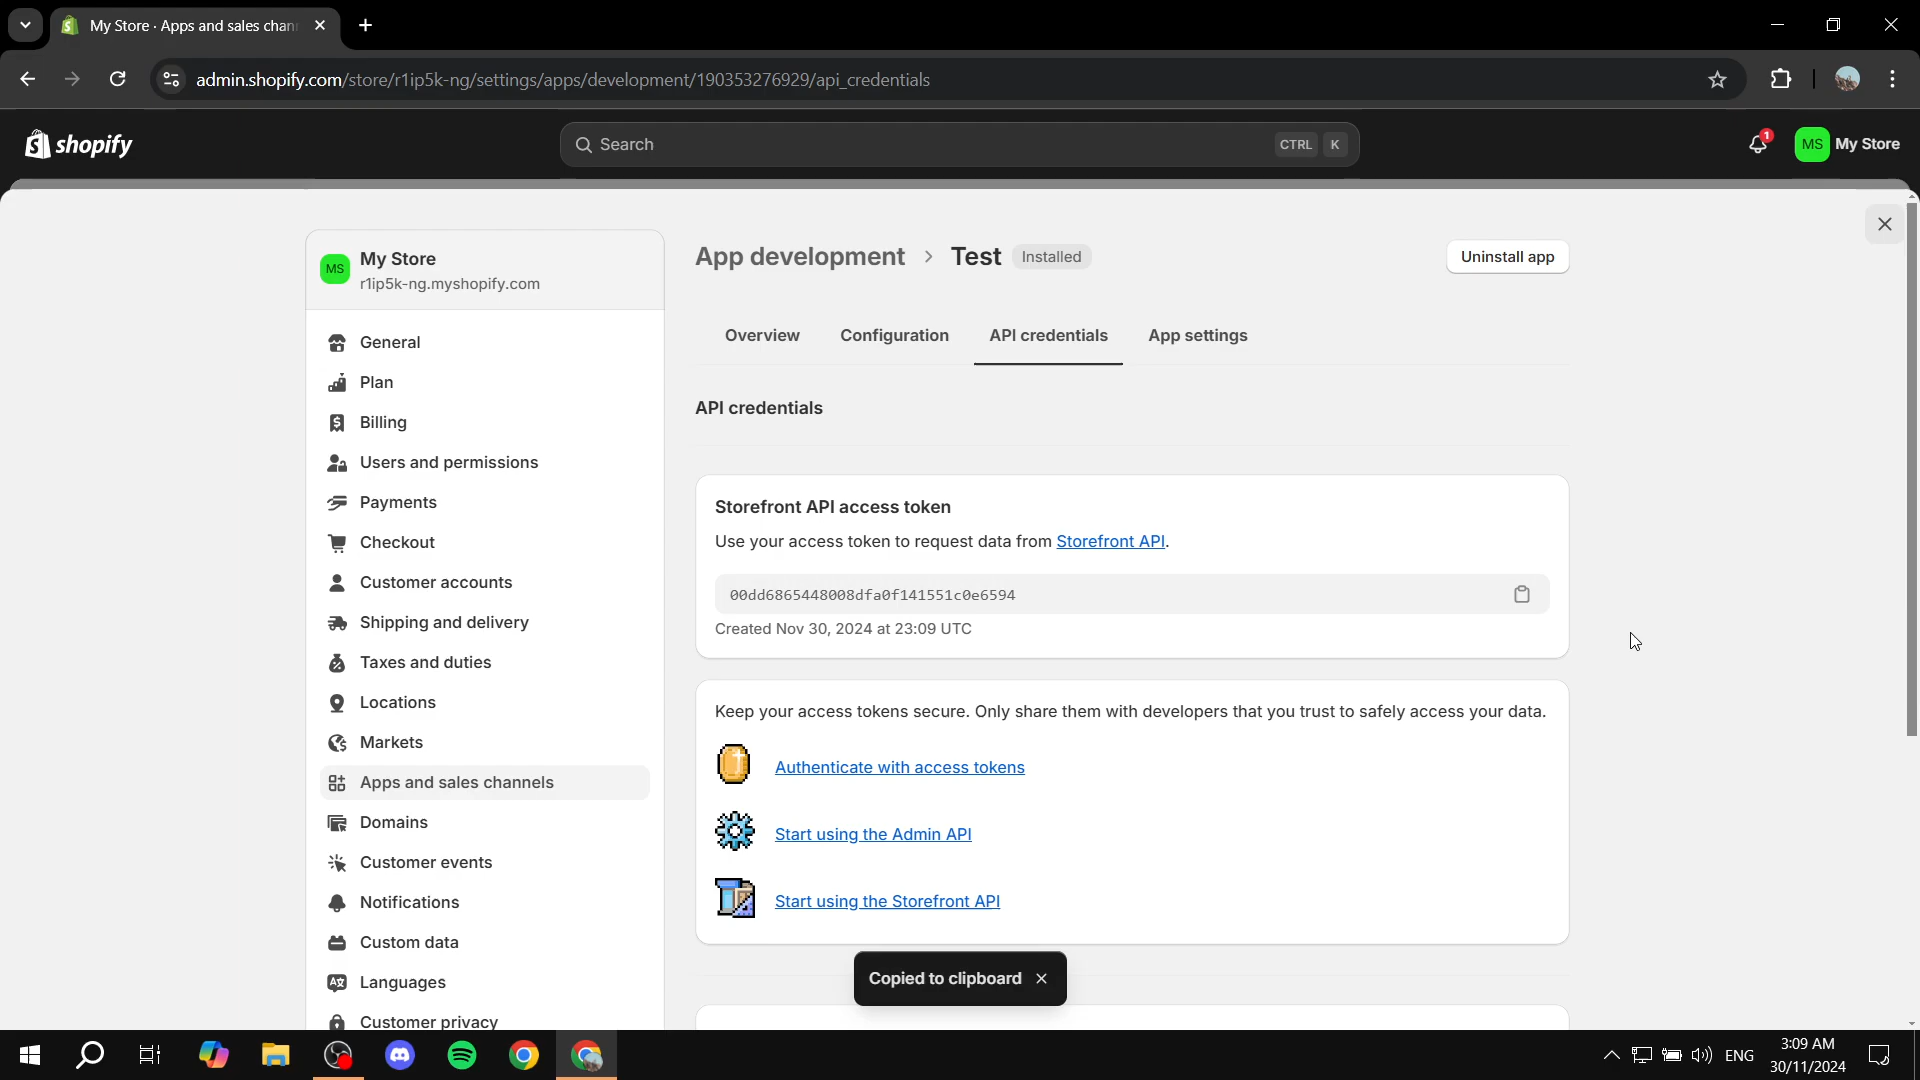 My Store · Apps and sales chan
admin.shopify.com/store/r1ip5k-ng/settings/apps/development/190353276929/api_credentials
shopify
Search
CTRL K
1
MS My Store
MS
My Store
r1ip5k-ng.myshopify.com
General
Plan
Billing
Users and permissions
Payments
Checkout
Customer accounts
Shipping and delivery
Taxes and duties
Locations
Markets
Apps and sales channels
Domains
Customer events
Notifications
Custom data
Languages
Customer privacy
App development > Test Installed
Uninstall app
Overview Configuration API credentials App settings
API credentials
Storefront API access token
Use your access token to request data from Storefront API.
00dd6865448008dfa0f141551c0e6594
Created Nov 30, 2024 at 23:09 UTC
Keep your access tokens secure. Only share them with developers that you trust to safely access your data.
Authenticate with access tokens
Start using the Admin API
Start using the Storefront API
Copied to clipboard
ENG
3:09 AM
30/11/2024